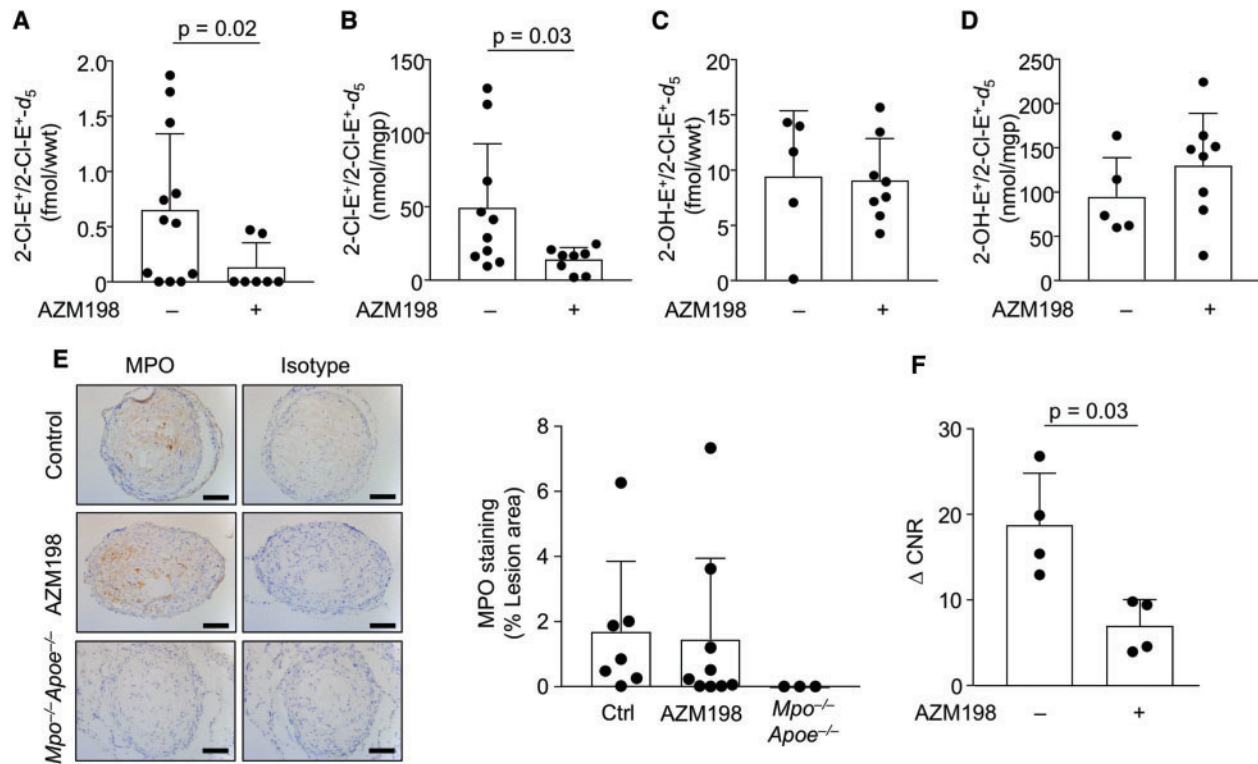 A
p = 0.02
2-Cl-E⁺/2-Cl-E⁺-d₅
(fmol/wwt)
2.0
1.5
1.0
0.5
0
AZM198
–
+
B
p = 0.03
2-Cl-E⁺/2-Cl-E⁺-d₅
(nmol/mgp)
150
100
50
0
AZM198
–
+
C
2-OH-E⁺/2-Cl-E⁺-d₅
(fmol/wwt)
20
15
10
5
0
AZM198
–
+
D
2-OH-E⁺/2-Cl-E⁺-d₅
(nmol/mgp)
250
200
150
100
50
0
AZM198
–
+
E
MPO
Isotype
Control
AZM198
Mpo⁻/⁻Apoe⁻/⁻
MPO staining
(% Lesion area)
8
6
4
2
0
Ctrl
AZM198
Mpo⁻/⁻
Apoe⁻/⁻
F
p = 0.03
Δ CNR
30
20
10
0
AZM198
–
+